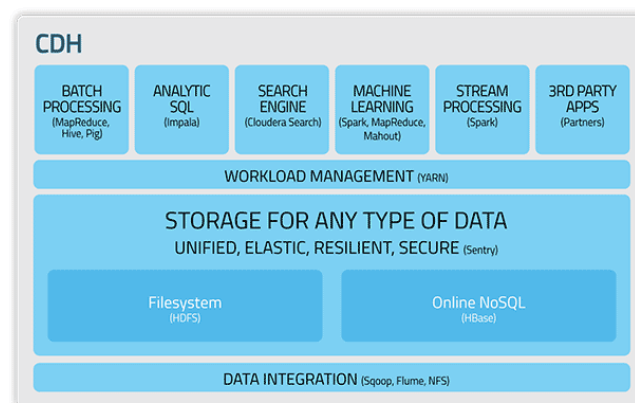 CDH
BATCH
PROCESSING
(MapReduce,
Hive, Pig)
ANALYTIC
SQL
(Impala)
SEARCH
ENGINE
(Cloudera Search)
MACHINE
LEARNING
(Spark, MapReduce,
Mahout)
STREAM
PROCESSING
(Spark)
3RD PARTY
APPS
(Partners)
WORKLOAD MANAGEMENT (YARN)
STORAGE FOR ANY TYPE OF DATA
UNIFIED, ELASTIC, RESILIENT, SECURE (Sentry)
Filesystem
(HDFS)
Online NoSQL
(HBase)
DATA INTEGRATION (Sqoop, Flume, NFS)